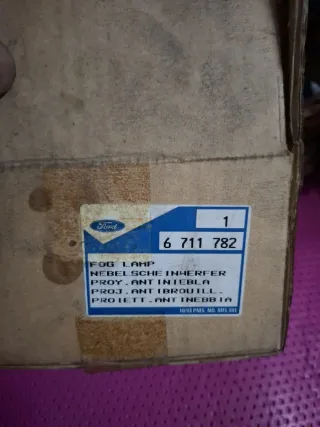 Ford
1
6 711 782
FOG LAMP
NEBELSCHEINWERFER
PROY.ANTINIEBLA
PROJ.ANTIBROUILL.
PROIETT.ANTINEBBIA